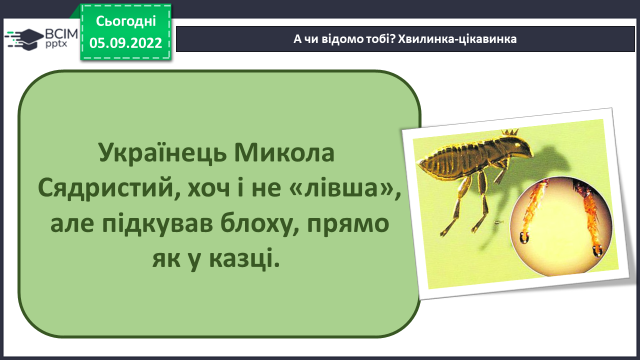 Сьогодні
05.09.2022
BCIM
pptx
А чи відомо тобі? Хвилинка-цікавинка
Українець Микола
Сядристий, хоч і не «лівша»,
але підкував блоху, прямо
як у казці.